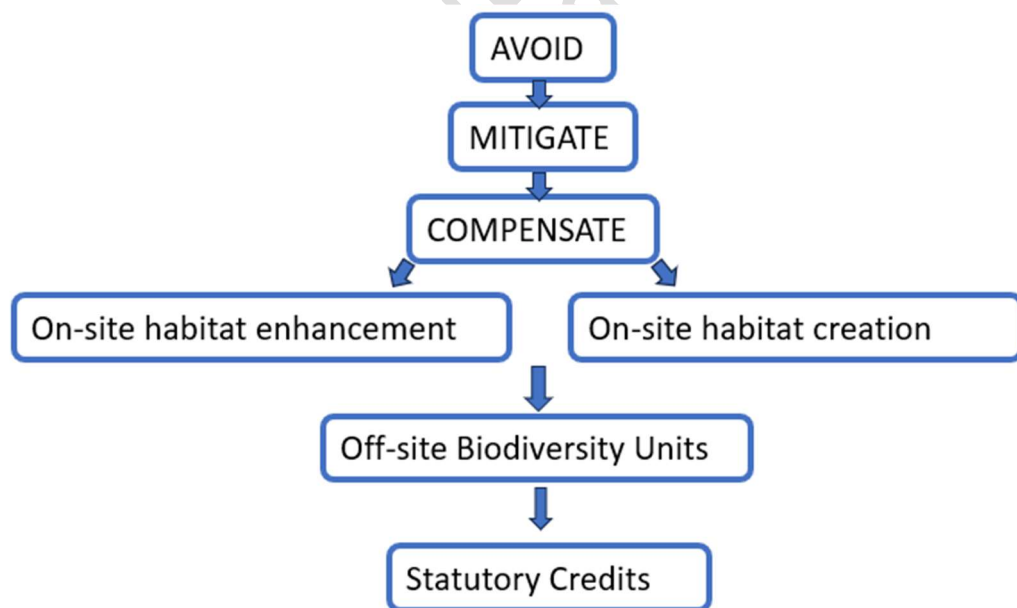 AVOID
MITIGATE
COMPENSATE
On-site habitat enhancement
On-site habitat creation
Off-site Biodiversity Units
Statutory Credits